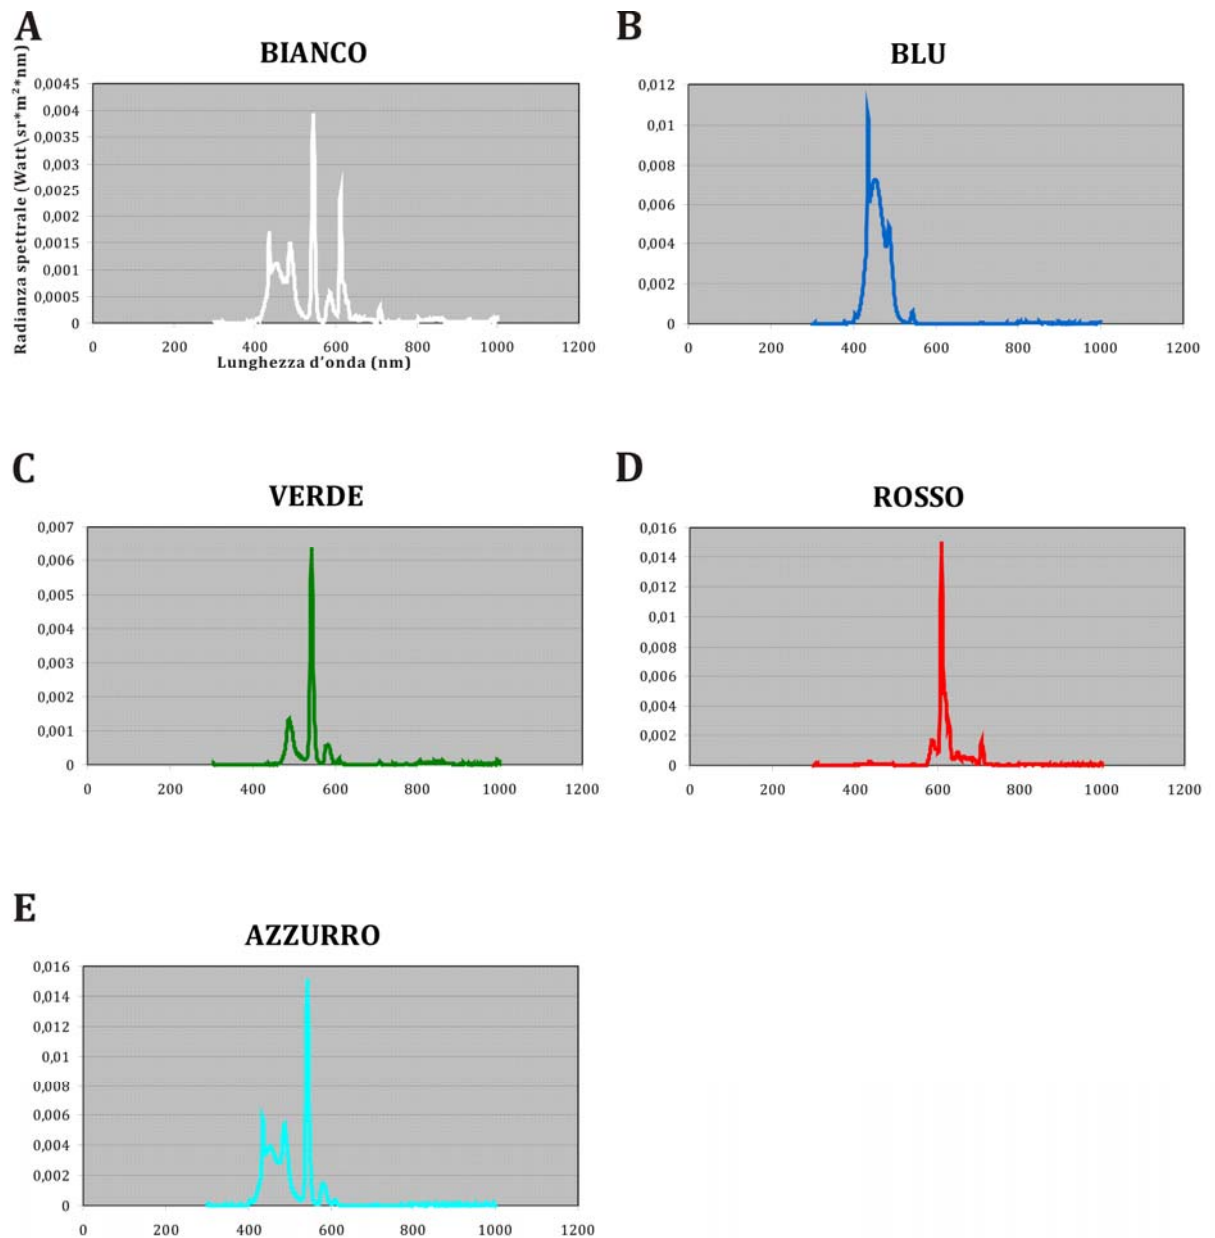 A
BIANCO
Radianza spettrale (Watt\sr*m²*nm)
0,0045
0,004
0,0035
0,003
0,0025
0,002
0,0015
0,001
0,0005
0
0 200 400 600 800 1000 1200
Lunghezza d'onda (nm)
B
BLU
0,012
0,01
0,008
0,006
0,004
0,002
0
0 200 400 600 800 1000 1200
C
VERDE
0,007
0,006
0,005
0,004
0,003
0,002
0,001
0
0 200 400 600 800 1000 1200
D
ROSSO
0,016
0,014
0,012
0,01
0,008
0,006
0,004
0,002
0
0 200 400 600 800 1000 1200
E
AZZURRO
0,016
0,014
0,012
0,01
0,008
0,006
0,004
0,002
0
0 200 400 600 800 1000 1200